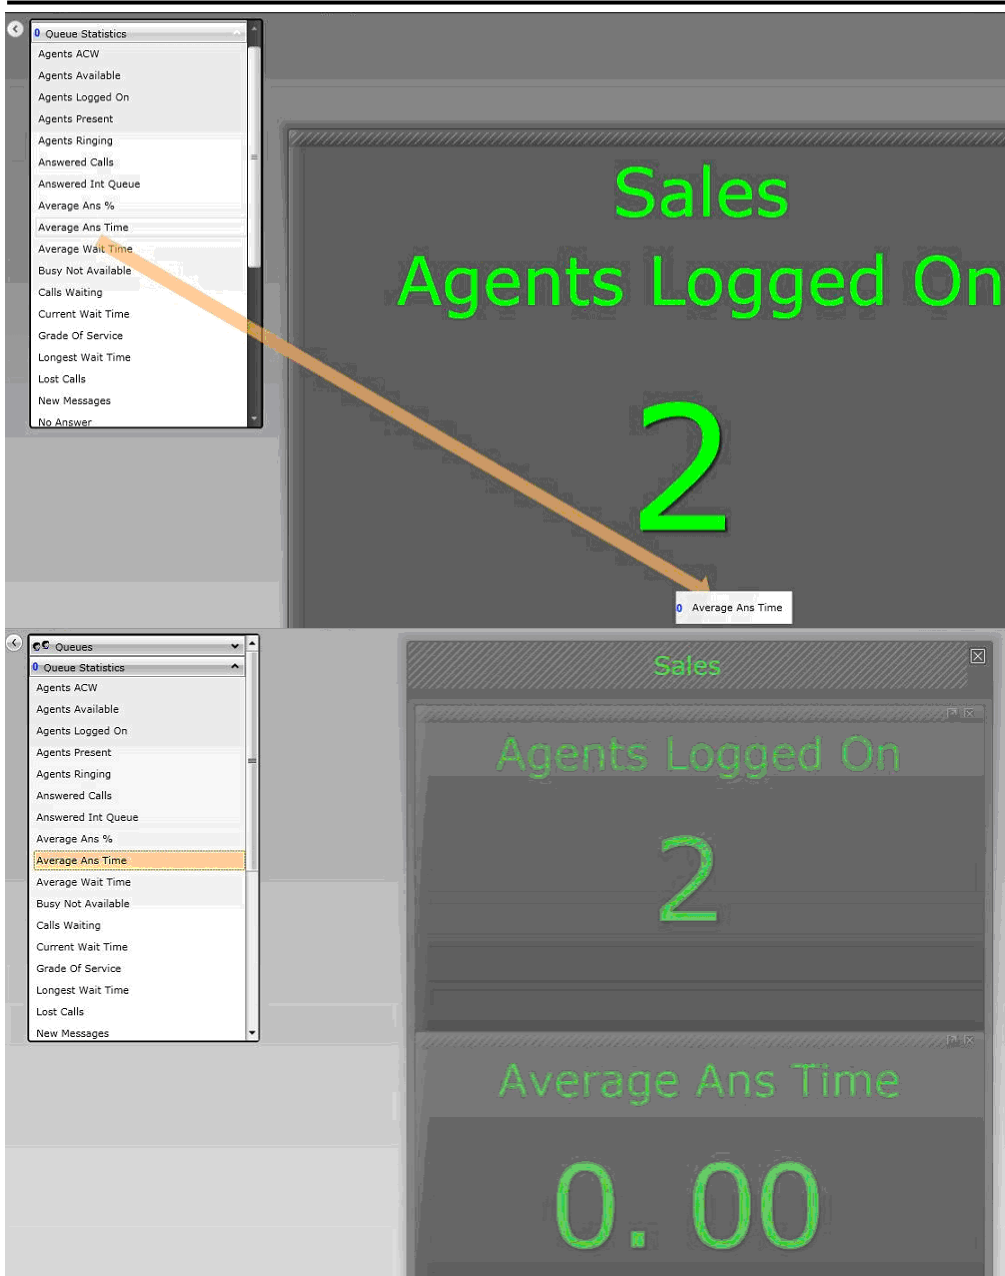 0 Queue Statistics
Agents ACW
Agents Available
Agents Logged On
Agents Present
Agents Ringing
Answered Calls
Answered Int Queue
Average Ans %
Average Ans Time
Average Wait Time
Busy Not Available
Calls Waiting
Current Wait Time
Grade Of Service
Longest Wait Time
Lost Calls
New Messages
No Answer
Sales
Agents Logged On
2
0 Average Ans Time
Queues
0 Queue Statistics
Agents ACW
Agents Available
Agents Logged On
Agents Present
Agents Ringing
Answered Calls
Answered Int Queue
Average Ans %
Average Ans Time
Average Wait Time
Busy Not Available
Calls Waiting
Current Wait Time
Grade Of Service
Longest Wait Time
Lost Calls
New Messages
Sales
Agents Logged On
2
Average Ans Time
0. 00